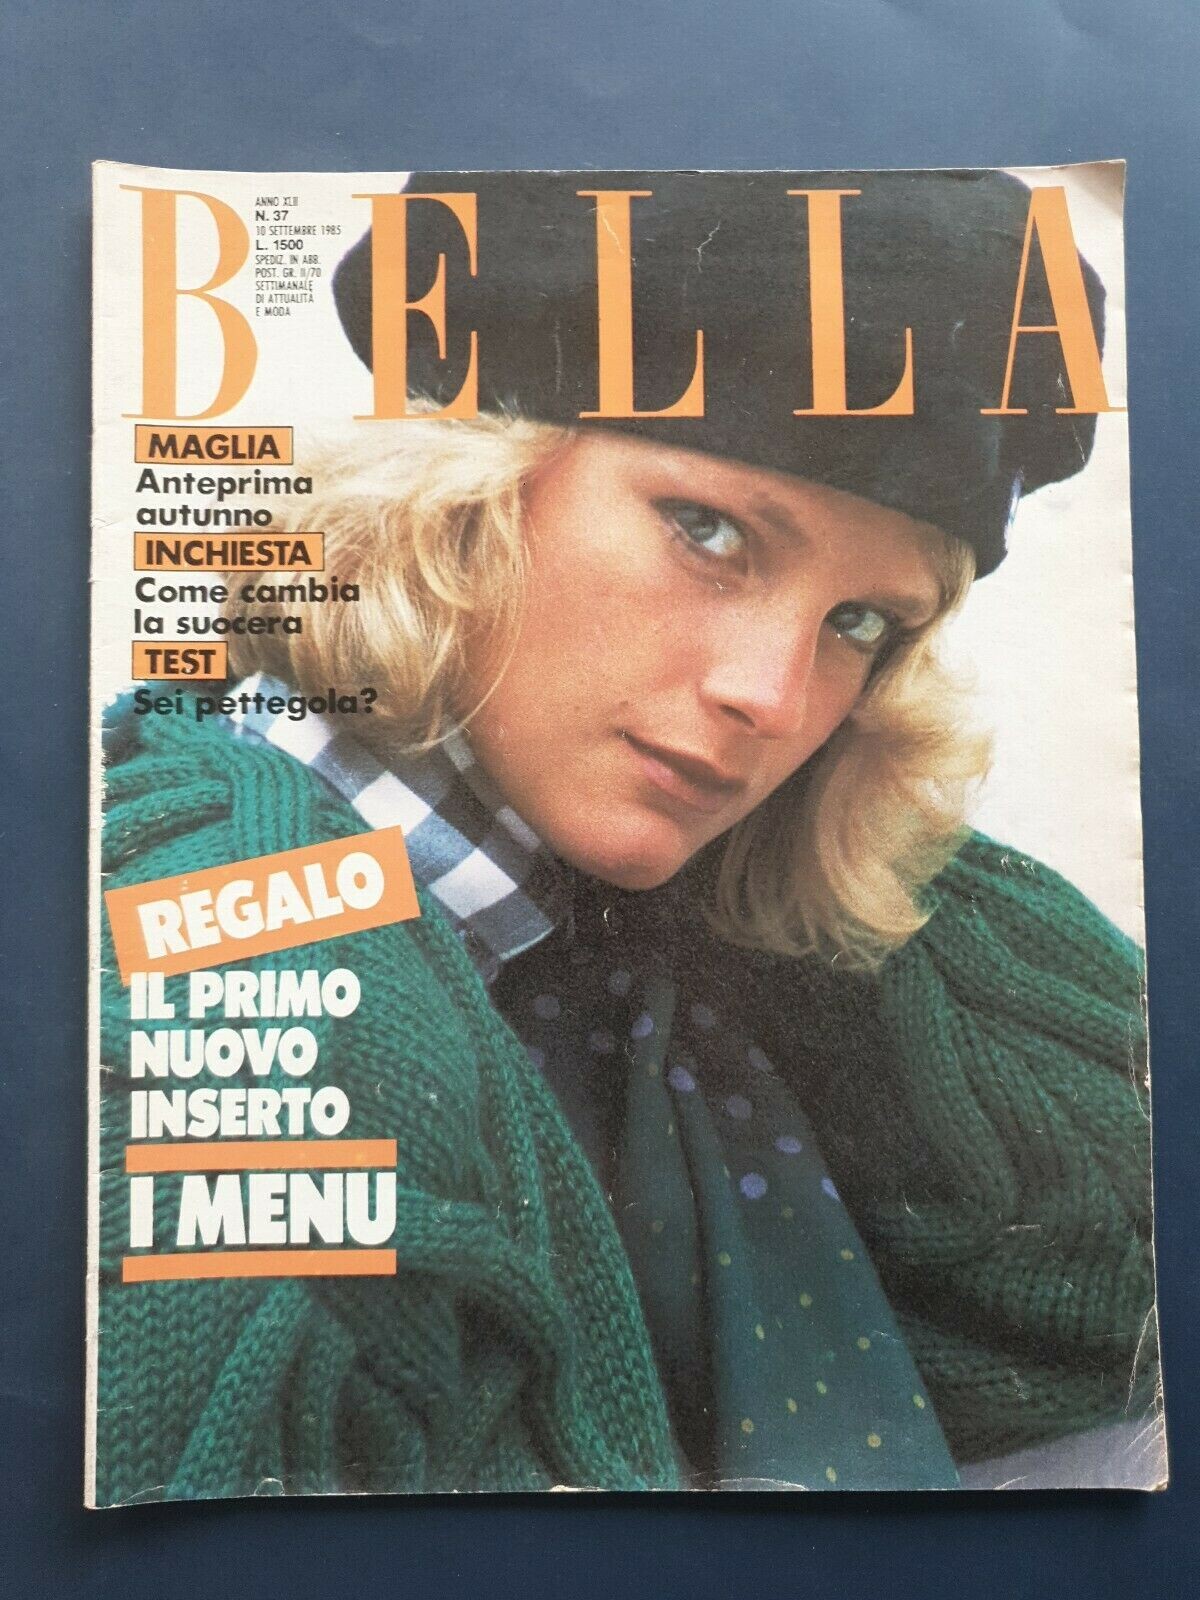 BELLA
ANNO XLII
N. 37
10 SETTEMBRE 1985
L. 1500
SPEDIZ. IN ABB.
POST. GR. II/70
SETTIMANALE
DI ATTUALITÀ
E MODA
MAGLIA
Anteprima
autunno
INCHIESTA
Come cambia
la suocera
TEST
Sei pettegola?
REGALO
IL PRIMO
NUOVO
INSERTO
I MENU